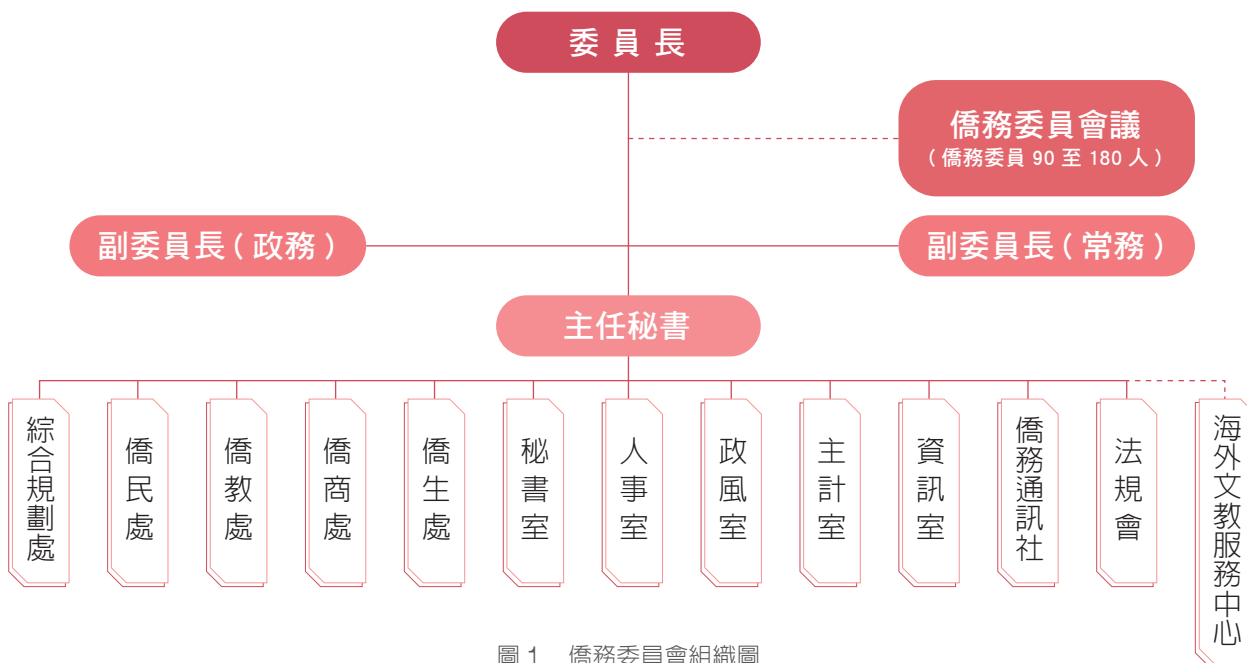 委員長
僑務委員會議
（僑務委員 90 至 180 人）
副委員長（政務）
副委員長（常務）
主任秘書
綜合規劃處
僑民處
僑教處
僑商處
僑生處
秘書室
人事室
政風室
主計室
資訊室
僑務通訊社
法規會
海外文教服務中心
圖 1 僑務委員會組織圖